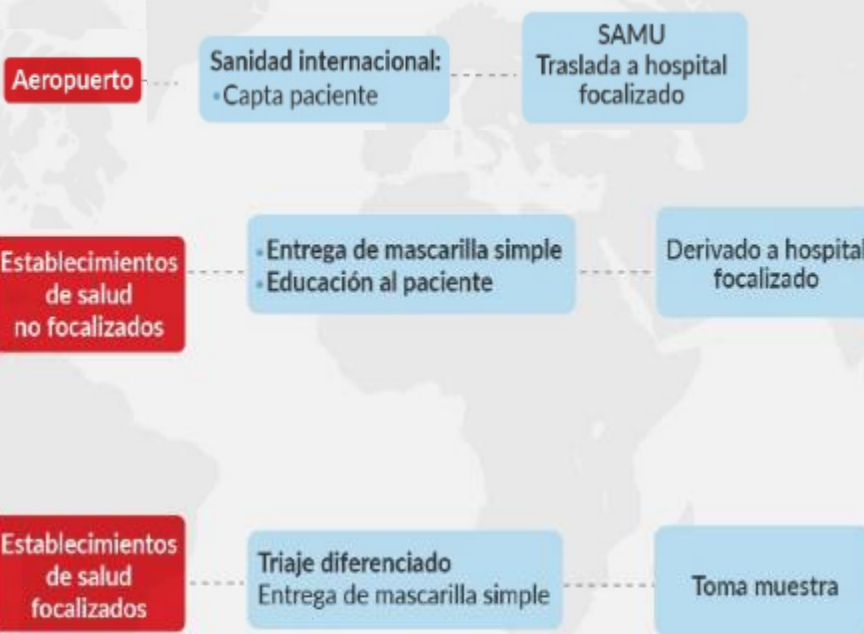 Aeropuerto
Sanidad internacional:
•Capta paciente
SAMU
Traslada a hospital
focalizado
Establecimientos
de salud
no focalizados
•Entrega de mascarilla simple
•Educación al paciente
Derivado a hospital
focalizado
Establecimientos
de salud
focalizados
Triaje diferenciado
Entrega de mascarilla simple
Toma muestra